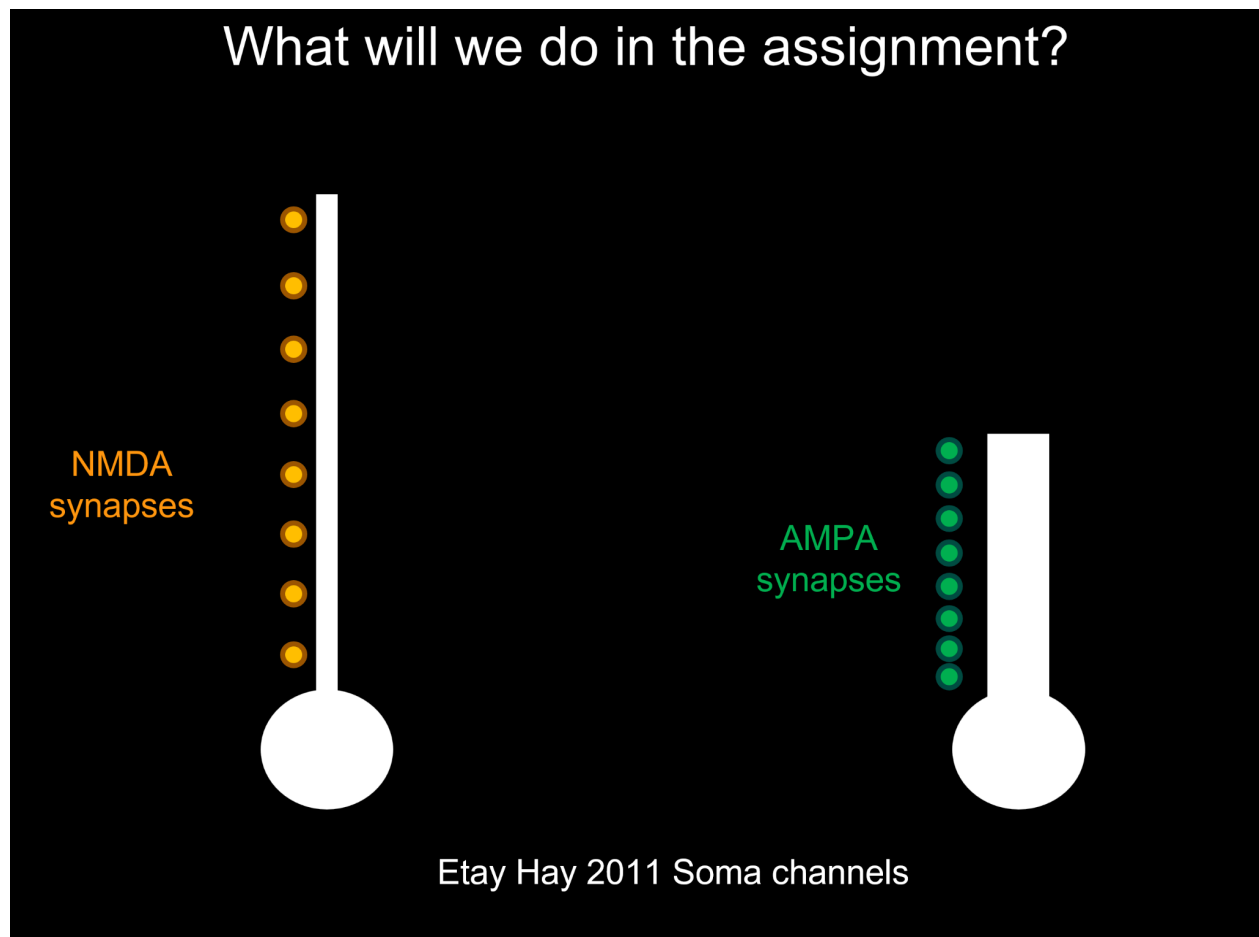 What will we do in the assignment?
NMDA
synapses
AMPA
synapses
Etay Hay 2011 Soma channels